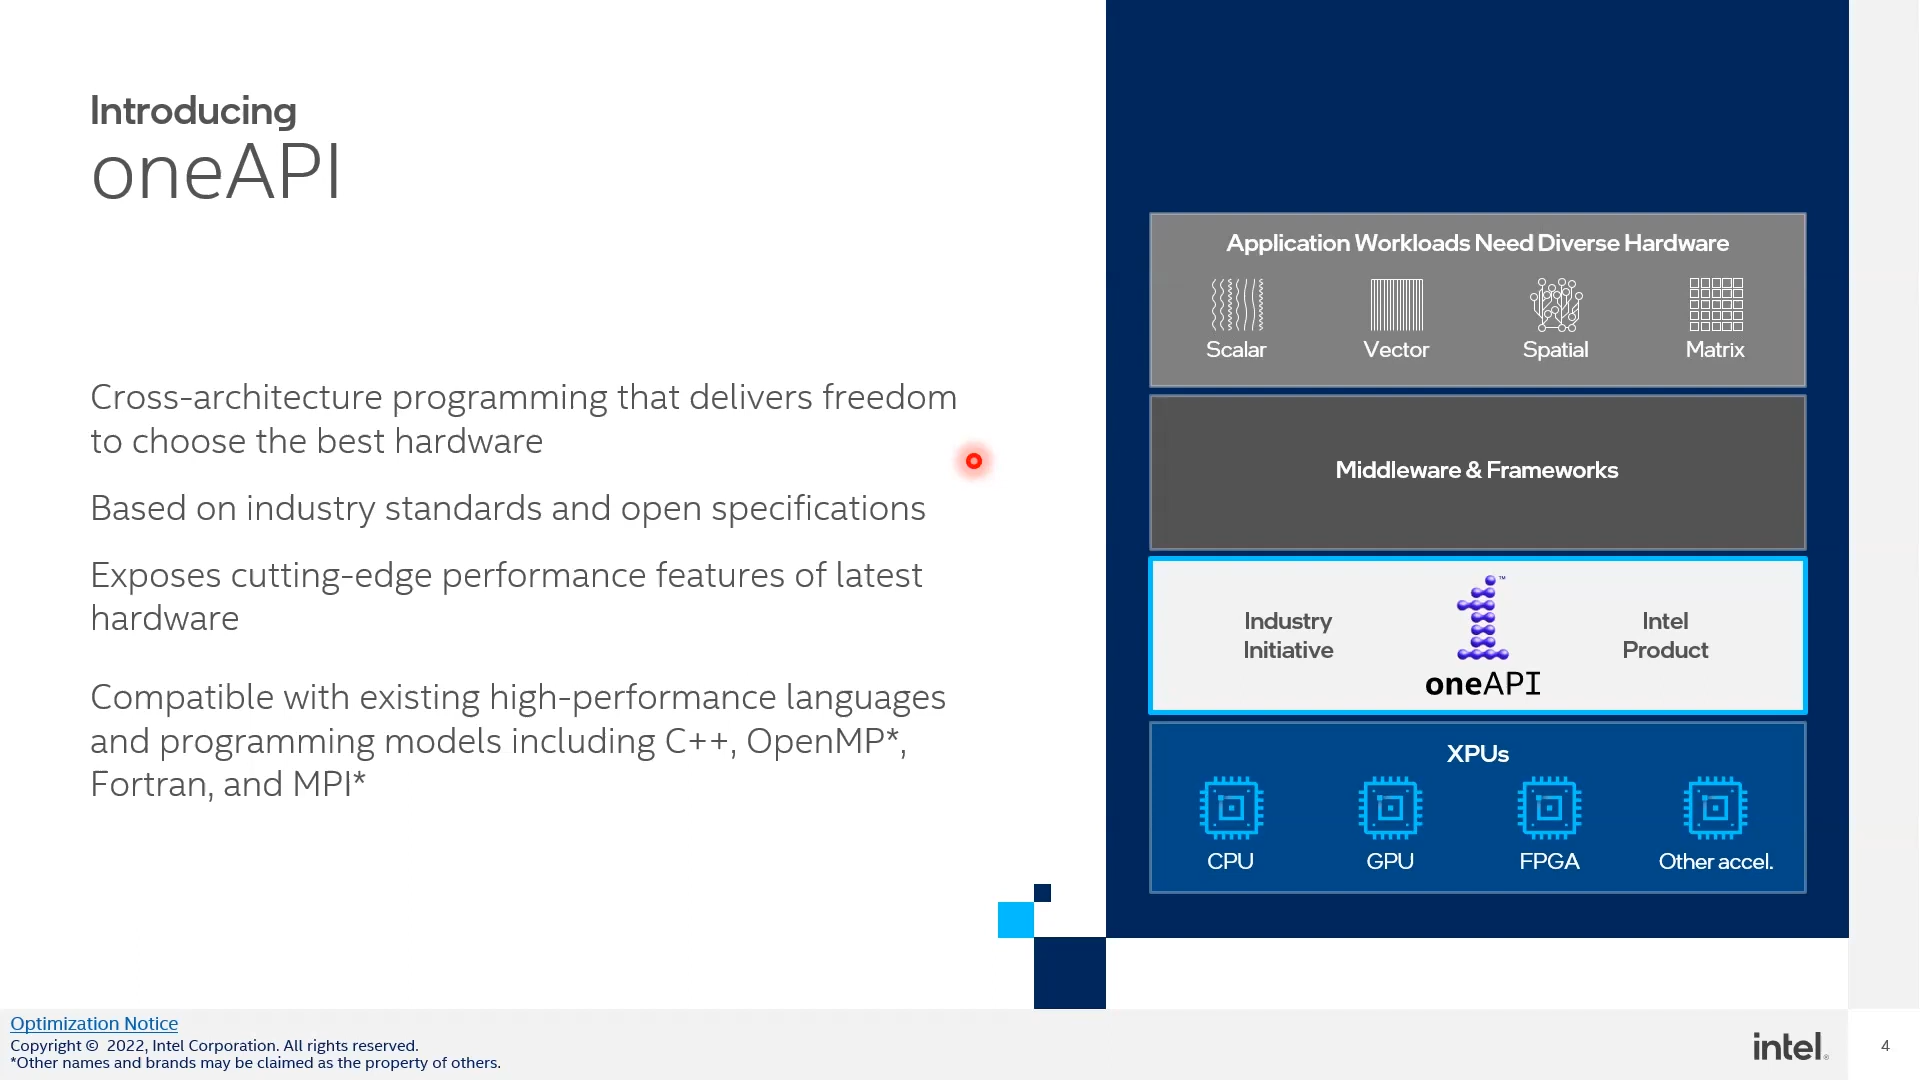 Introducing
oneAPI
Cross-architecture programming that delivers freedom
to choose the best hardware
Based on industry standards and open specifications
Exposes cutting-edge performance features of latest
hardware
Compatible with existing high-performance languages
and programming models including C++, OpenMP*,
Fortran, and MPI*
Application Workloads Need Diverse Hardware
Scalar
Vector
Spatial
Matrix
Middleware & Frameworks
Industry
Initiative
™
oneAPI
Intel
Product
XPUs
CPU
GPU
FPGA
Other accel.
Optimization Notice
Copyright © 2022, Intel Corporation. All rights reserved.
*Other names and brands may be claimed as the property of others.
intel®
4